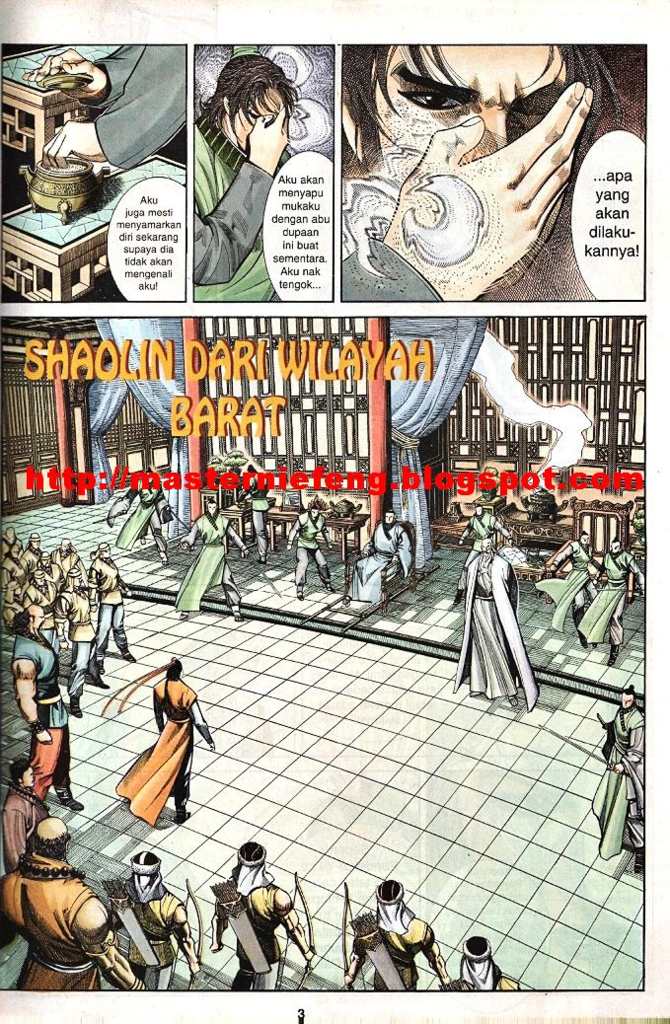 Aku
juga mesti
menyamarkan
diri sekarang
supaya dia
tidak akan
mengenali
aku!
Aku akan
menyapu
mukaku
dengan abu
dupaan
ini buat
sementara.
Aku nak
tengok...
...apa
yang
akan
dilaku-
kannya!
SHAOLIN DARI WILAYAH
BARAT
http://masterniefeng.blogspot.com
3